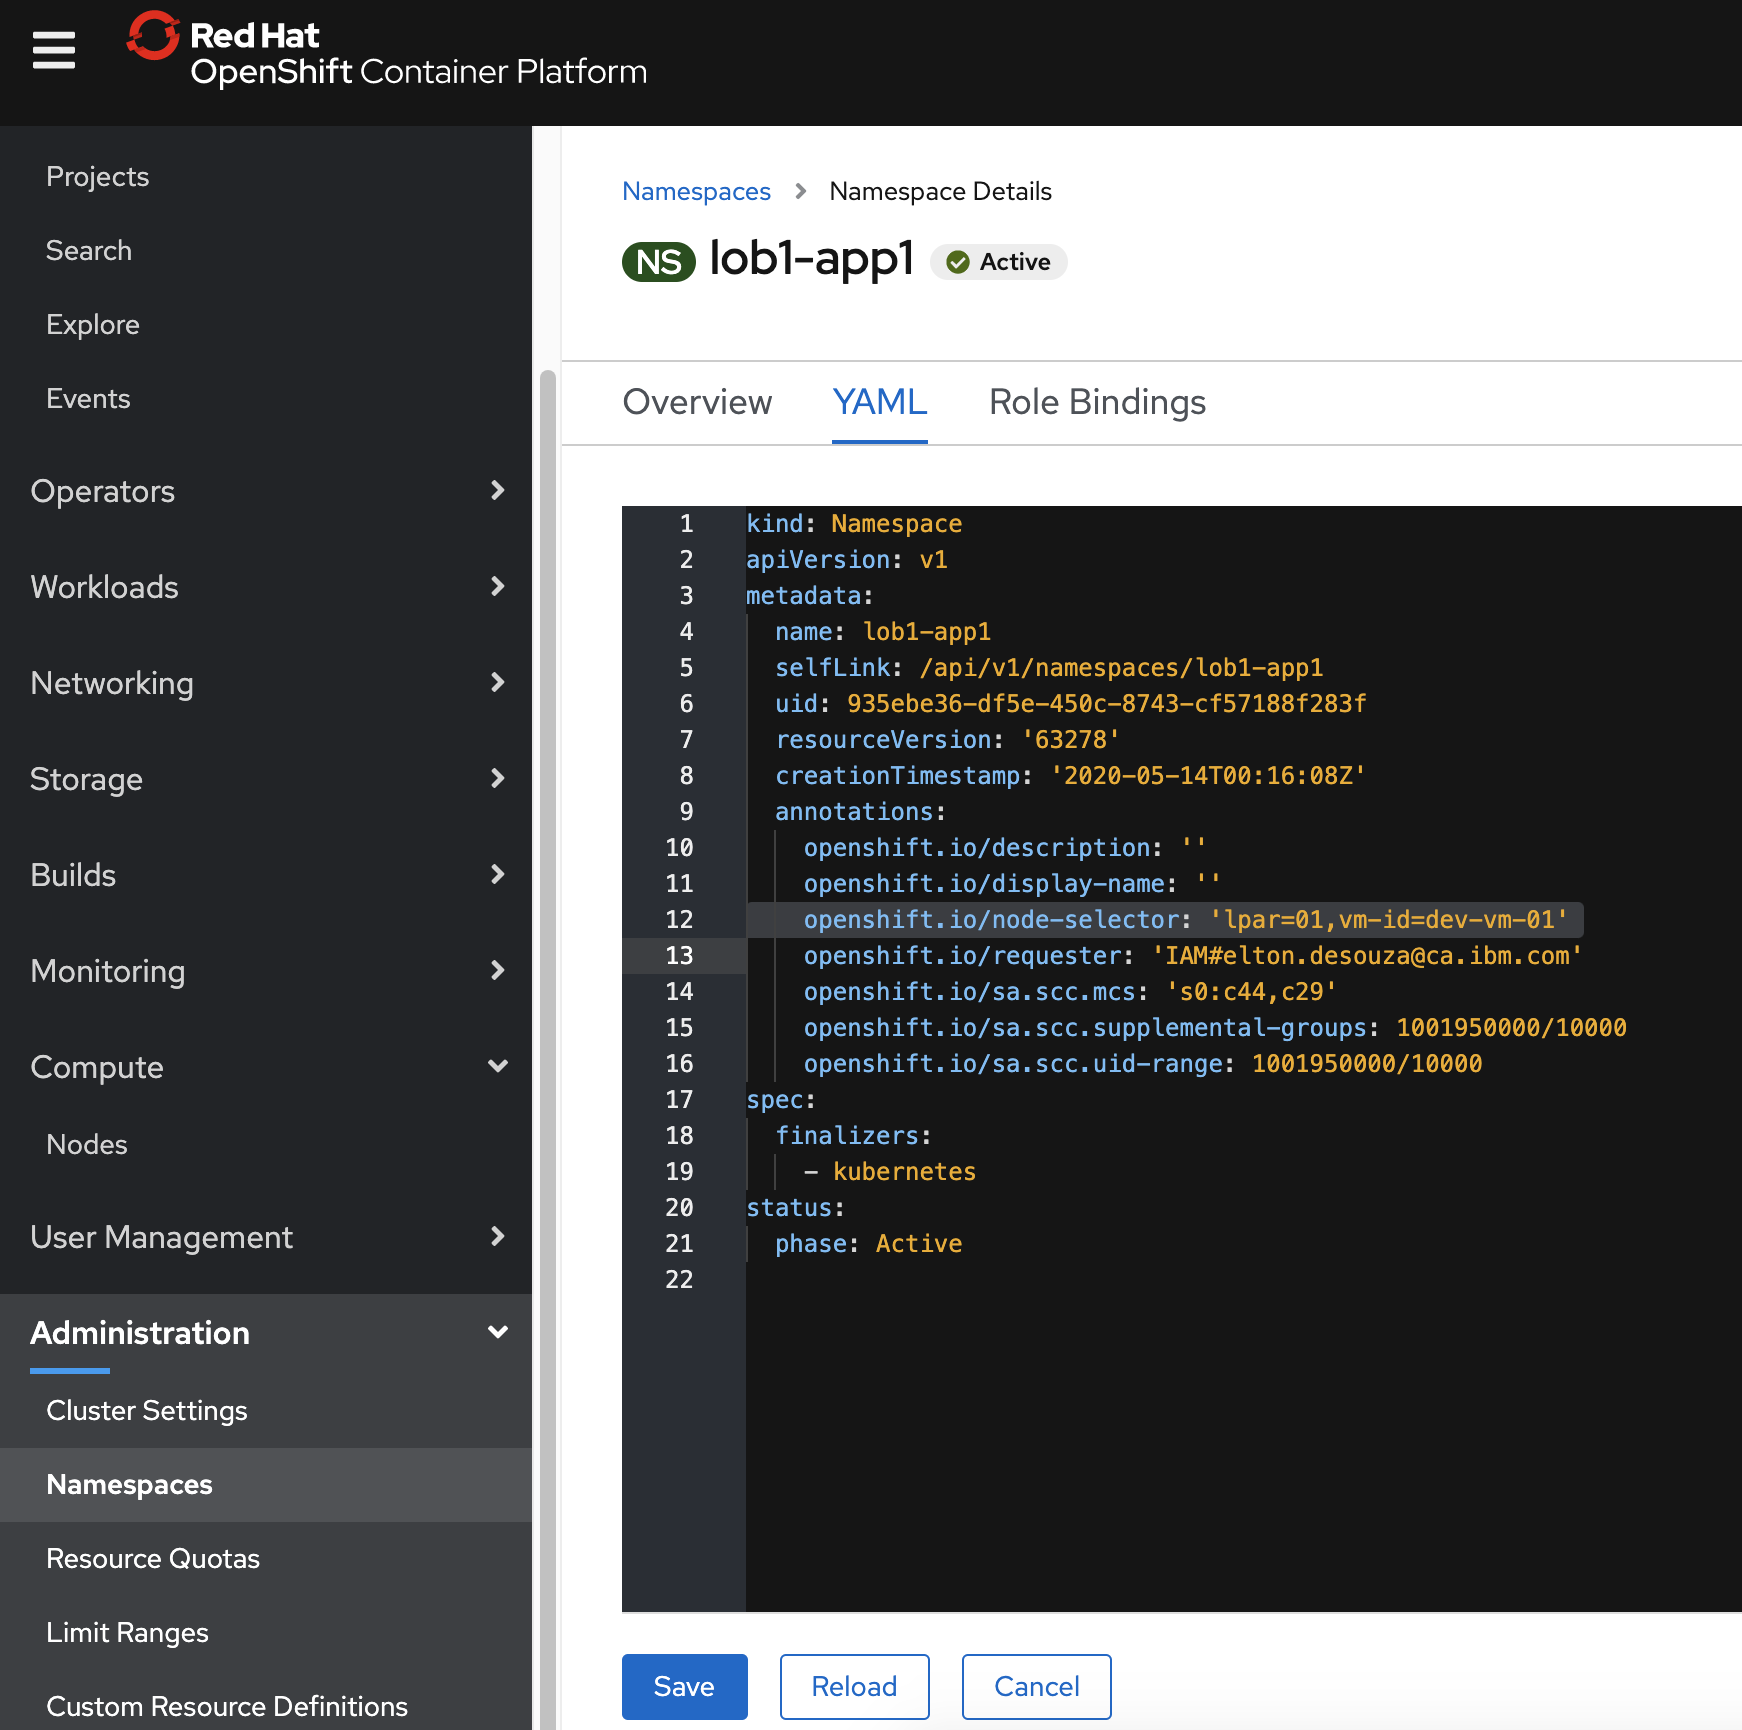 Red Hat
OpenShift Container Platform
Projects
Search
Explore
Events
Operators
Workloads
Networking
Storage
Builds
Monitoring
Compute
Nodes
User Management
Administration
Cluster Settings
Namespaces
Resource Quotas
Limit Ranges
Custom Resource Definitions
Namespaces > Namespace Details
NS lob1-app1 Active
Overview YAML Role Bindings
1 kind: Namespace
2 apiVersion: v1
3 metadata:
4 name: lob1-app1
5 selfLink: /api/v1/namespaces/lob1-app1
6 uid: 935ebe36-df5e-450c-8743-cf57188f283f
7 resourceVersion: '63278'
8 creationTimestamp: '2020-05-14T00:16:08Z'
9 annotations:
10 openshift.io/description: ''
11 openshift.io/display-name: ''
12 openshift.io/node-selector: 'lpar=01,vm-id=dev-vm-01'
13 openshift.io/requester: 'IAM#elton.desouza@ca.ibm.com'
14 openshift.io/sa.scc.mcs: 's0:c44,c29'
15 openshift.io/sa.scc.supplemental-groups: 1001950000/10000
16 openshift.io/sa.scc.uid-range: 1001950000/10000
17 spec:
18 finalizers:
19 - kubernetes
20 status:
21 phase: Active
22
Save Reload Cancel